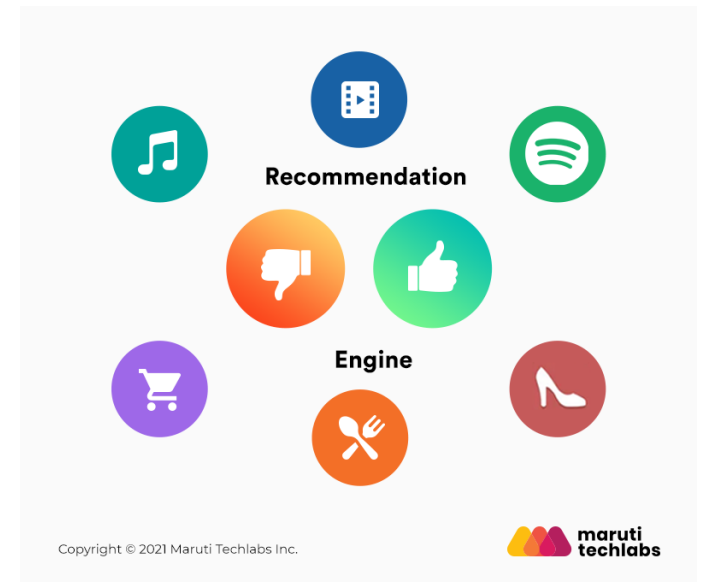 Recommendation
Engine
Copyright © 2021 Maruti Techlabs Inc.
maruti
techlabs